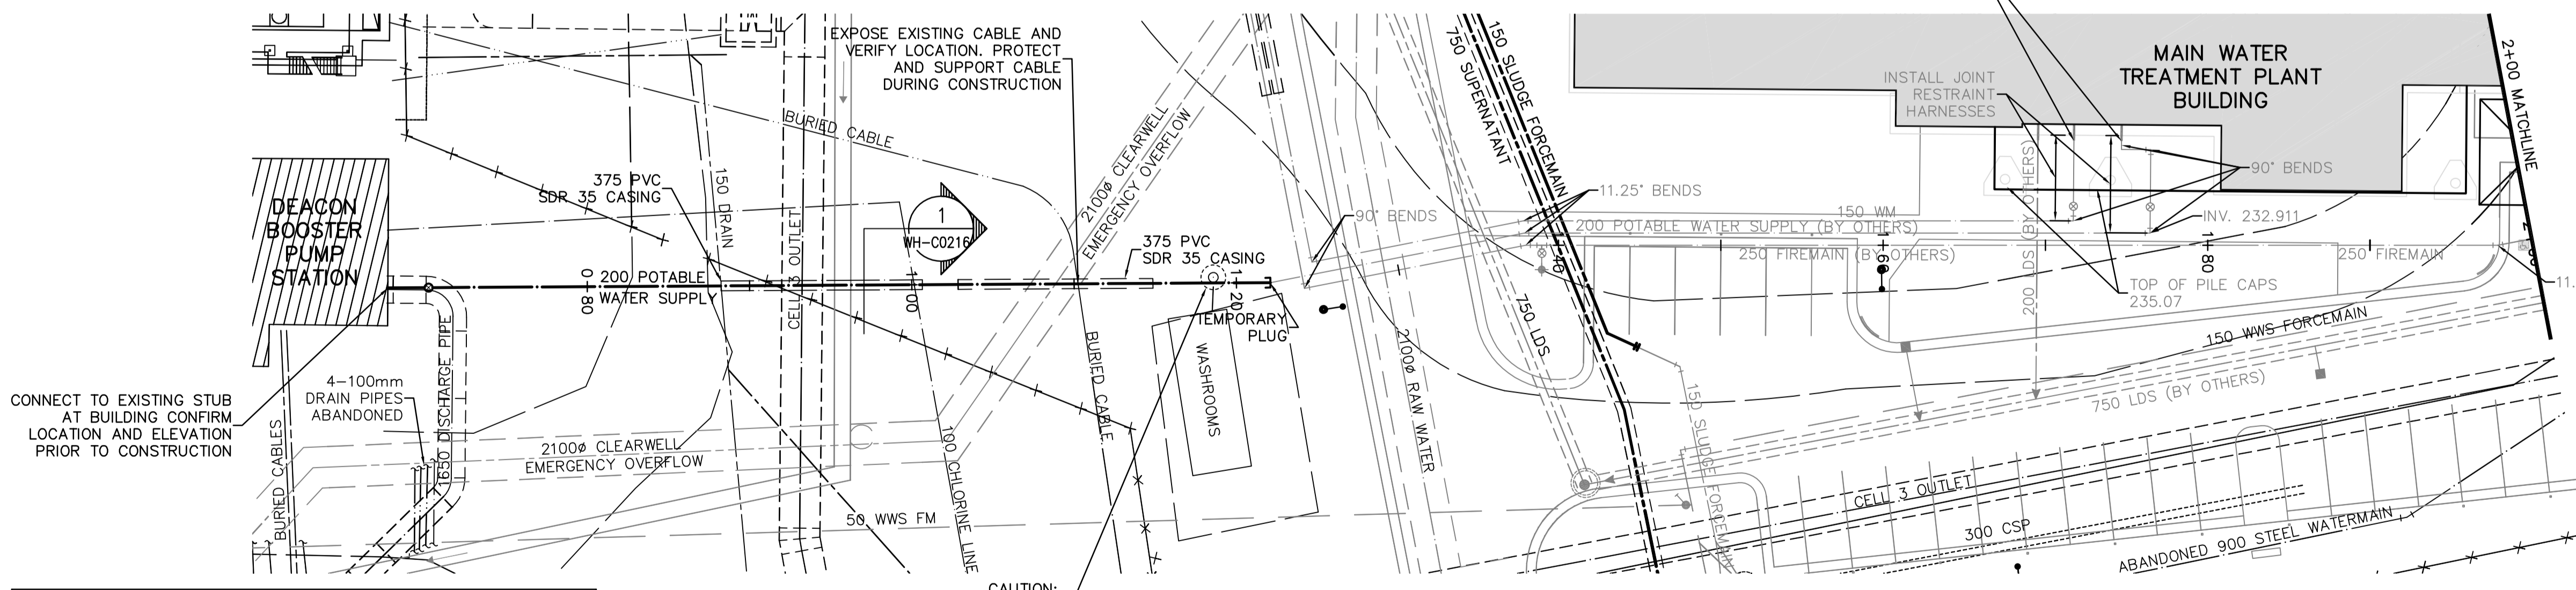 EXPOSE EXISTING CABLE AND
VERIFY LOCATION. PROTECT
AND SUPPORT CABLE
DURING CONSTRUCTION
BURIED CABLE
375 PVC
SDR 35 CASING
150 DRAIN
CELL 3 OUTLET
1
WH-C0216
2100ø CLEARWELL
EMERGENCY OVERFLOW
375 PVC
SDR 35 CASING
DEACON
BOOSTER
PUMP
STATION
0+80
200 POTABLE
WATER SUPPLY
1+00
1+20
TEMPORARY
PLUG
WASHROOMS
CONNECT TO EXISTING STUB
AT BUILDING CONFIRM
LOCATION AND ELEVATION
PRIOR TO CONSTRUCTION
4-100mm
DRAIN PIPES
ABANDONED
1650 DISCHARGE PIPE
BURIED CABLES
2100ø CLEARWELL
EMERGENCY OVERFLOW
50 WWS FM
100 CHLORINE LINE
BURIED CABLE
CAUTION:
90° BENDS
2100ø RAW WATER
750 SUPERNATANT
150 SLUDGE FORCEMAIN
11.25° BENDS
1+40
750 LDS
150 SLUDGE FORCEMAIN
150 WM
200 POTABLE WATER SUPPLY (BY OTHERS)
250 FIREMAIN (BY OTHERS)
1+60
INSTALL JOINT
RESTRAINT
HARNESSES
MAIN WATER
TREATMENT PLANT
BUILDING
2+00 MATCHLINE
90° BENDS
INV. 232.911
200 LDS (BY OTHERS)
1+80
250 FIREMAIN
TOP OF PILE CAPS
235.07
11.
150 WWS FORCEMAIN
750 LDS (BY OTHERS)
CELL 3 OUTLET
300 CSP
ABANDONED 900 STEEL WATERMAIN